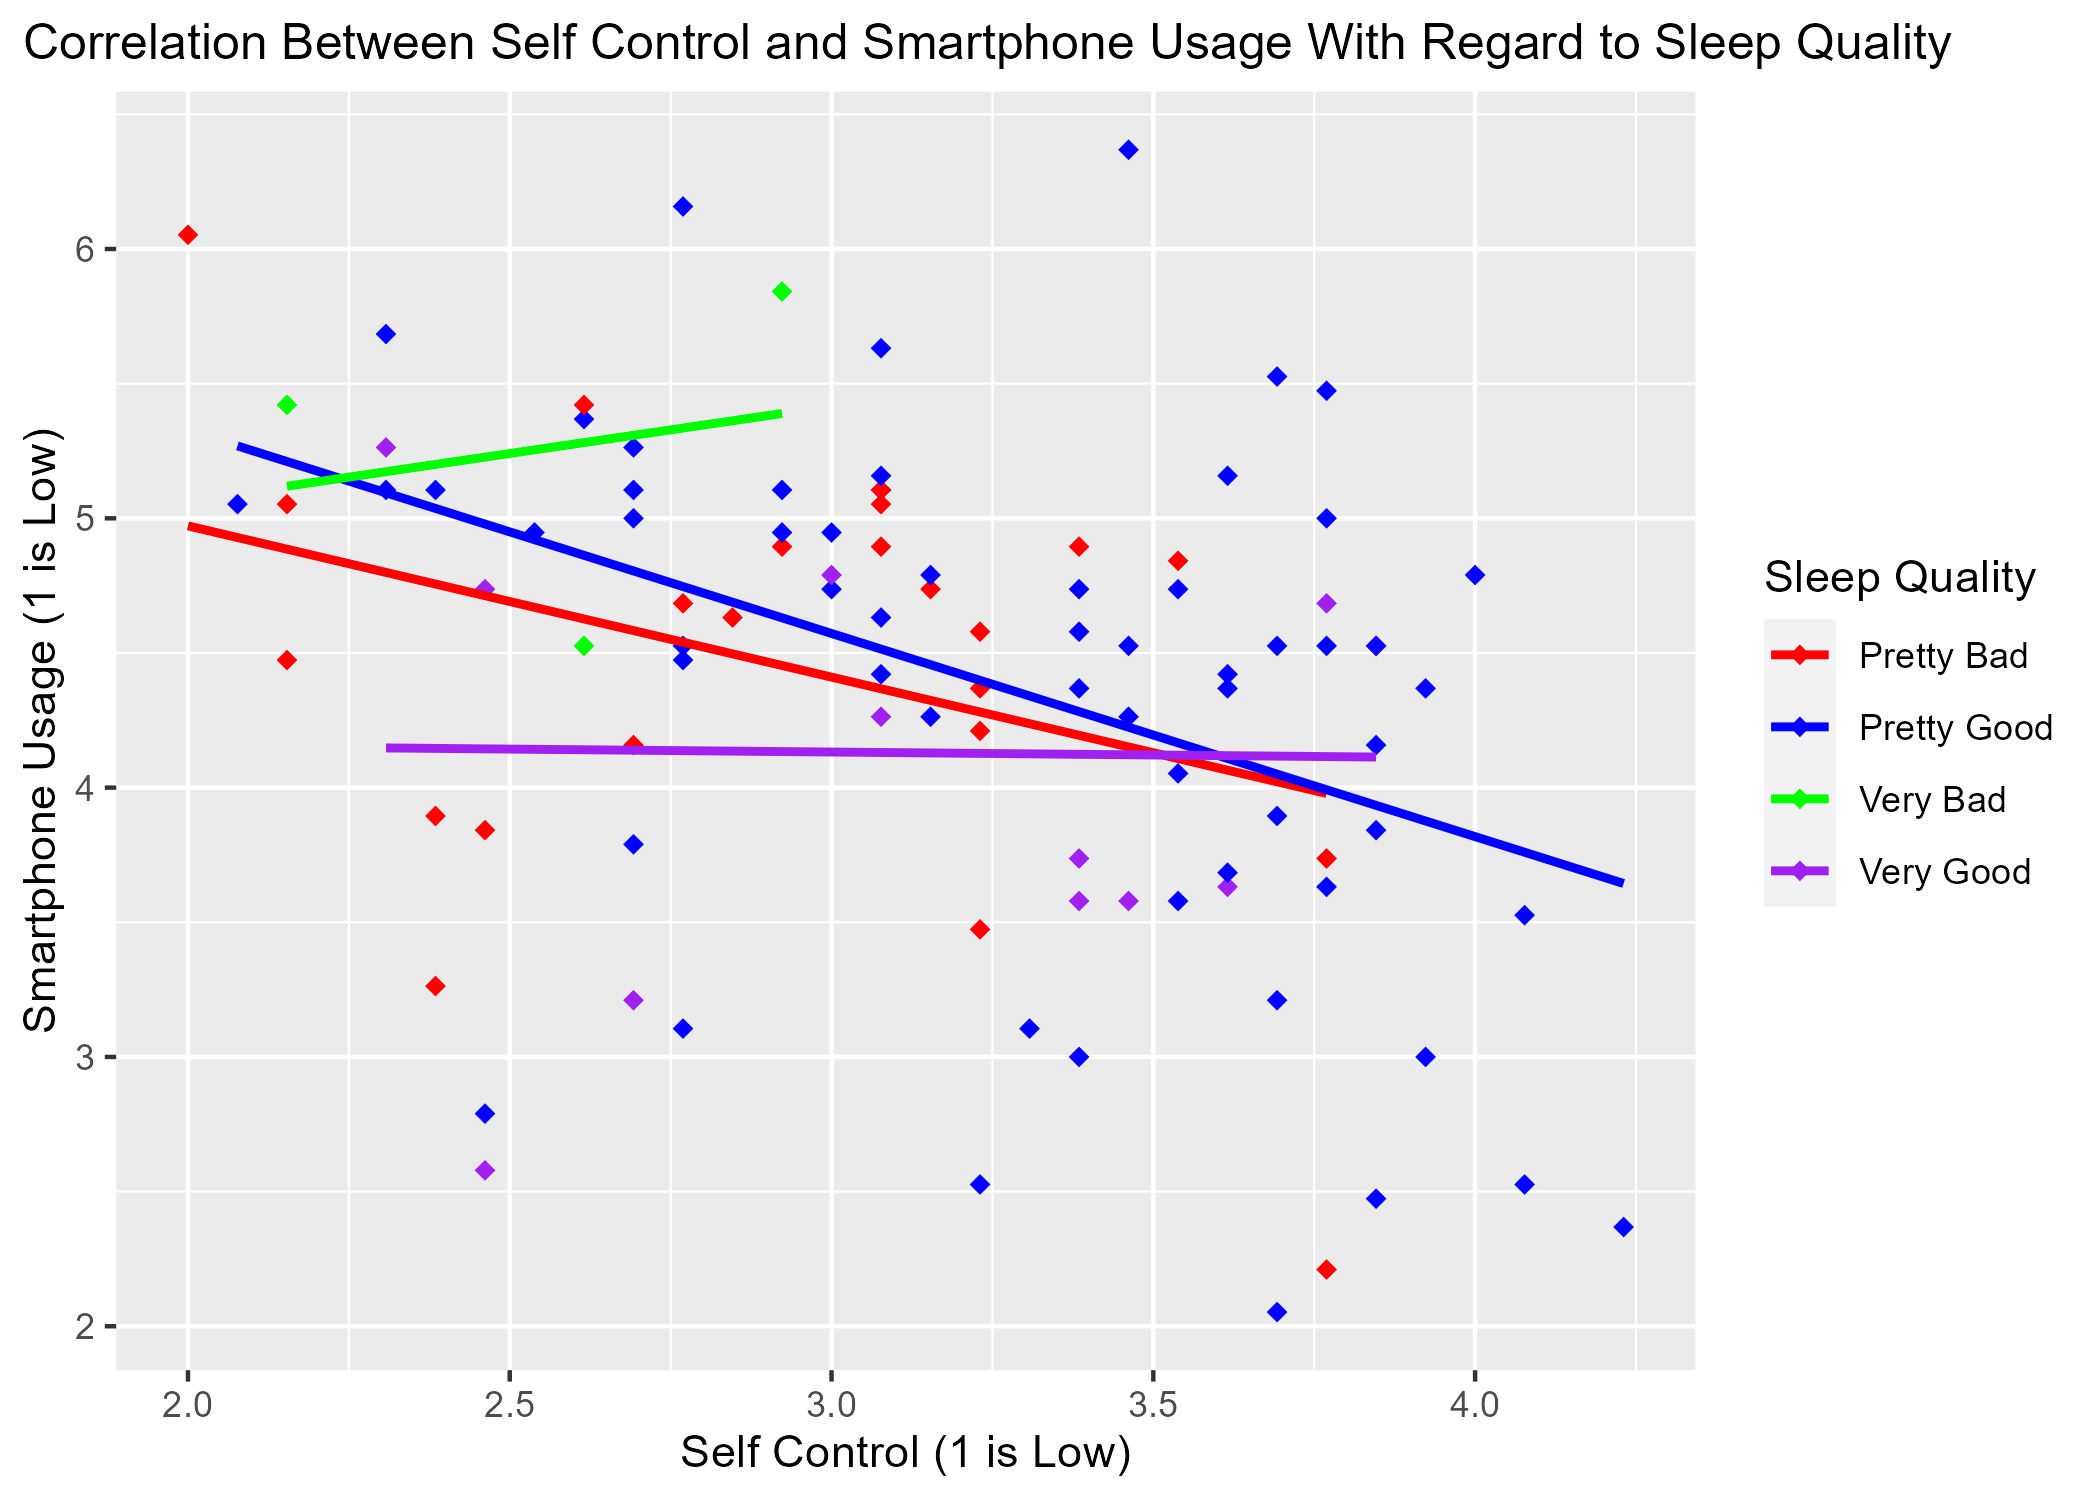 Correlation Between Self Control and Smartphone Usage With Regard to Sleep Quality
Smartphone Usage (1 is Low)
6
5
4
3
2
2.0 2.5 3.0 3.5 4.0
Self Control (1 is Low)
Sleep Quality
Pretty Bad
Pretty Good
Very Bad
Very Good